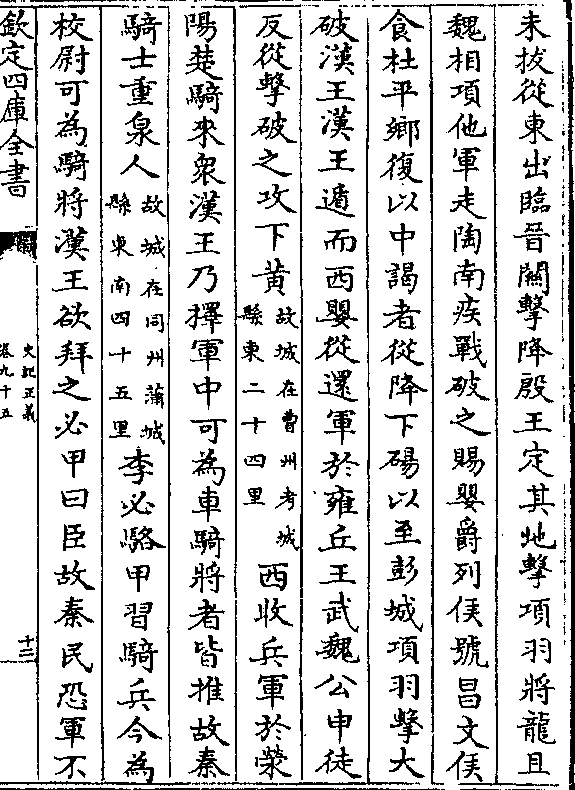 未拔從東出臨晉關擊降殷王定其地擊項羽將龍且
魏相項他軍走陶南疾戰破之賜嬰爵列侯號昌文侯
食杜平鄉復以中謁者從降下碭以至彭城項羽擊大
破漢王漢王遁而西嬰從還軍於雍丘王武魏公申徒
反從擊破之攻下黄故城在曹州考城縣東二十四里西收兵軍於滎
陽楚騎來衆漢王乃擇軍中可為車騎將者皆推故秦
騎士重泉人故城在同州蒲城縣東南四十五里李必駱甲習騎兵今為
校尉可為騎將漢王欲拜之必甲曰臣故秦民恐軍不
欽定四庫全書
史記正義
卷九十五
十三